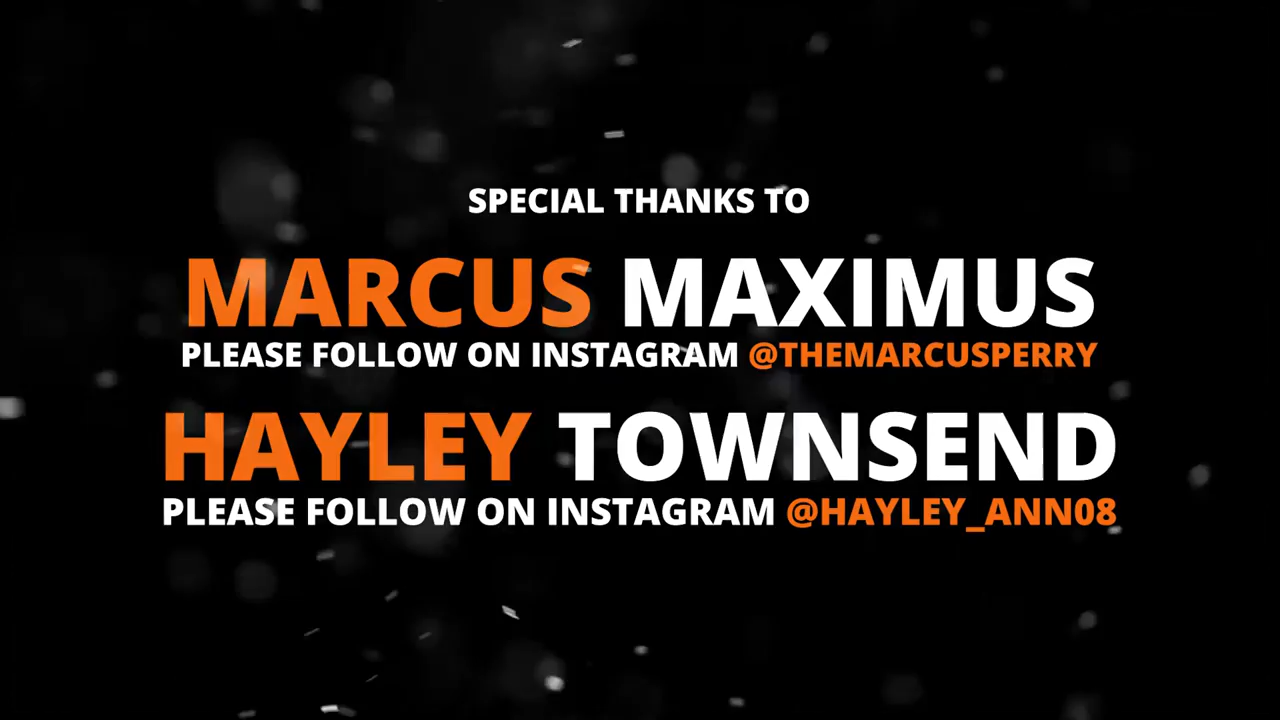 SPECIAL THANKS TO
MARCUS MAXIMUS
PLEASE FOLLOW ON INSTAGRAM @THEMARCUSPERRY
HAYLEY TOWNSEND
PLEASE FOLLOW ON INSTAGRAM @HAYLEY_ANN08